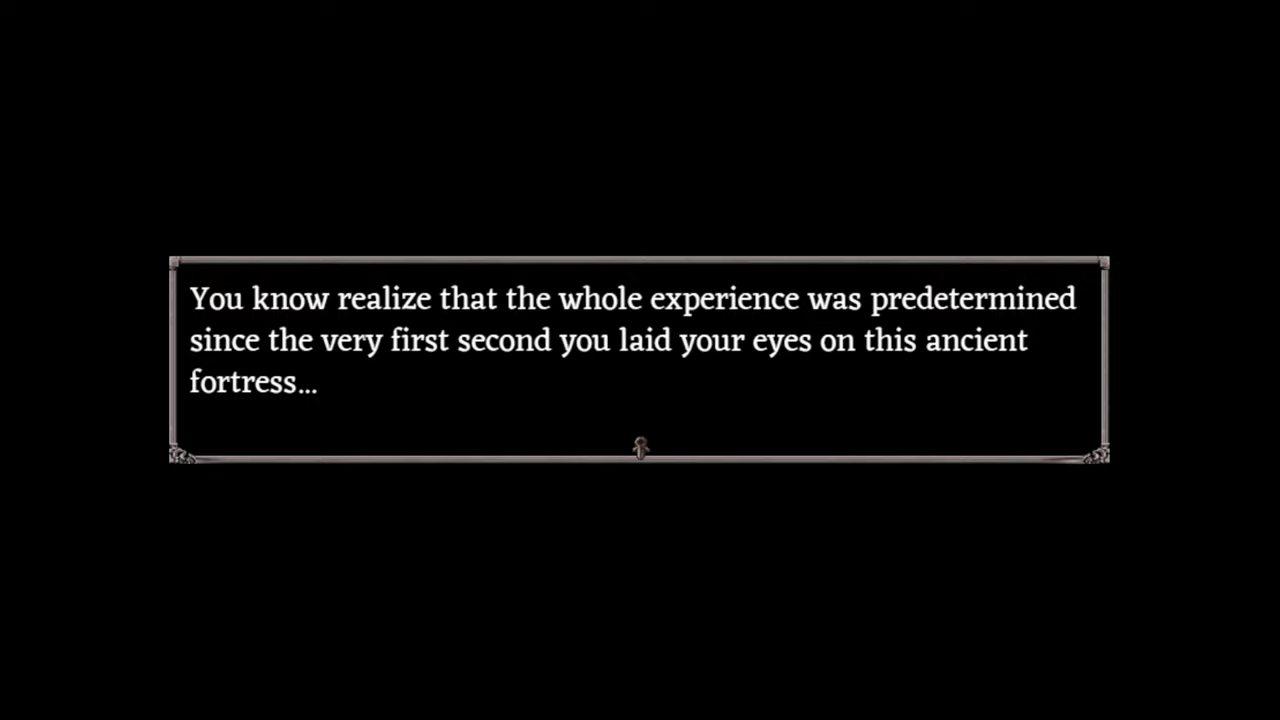 You know realize that the whole experience was predetermined
since the very first second you laid your eyes on this ancient
fortress...